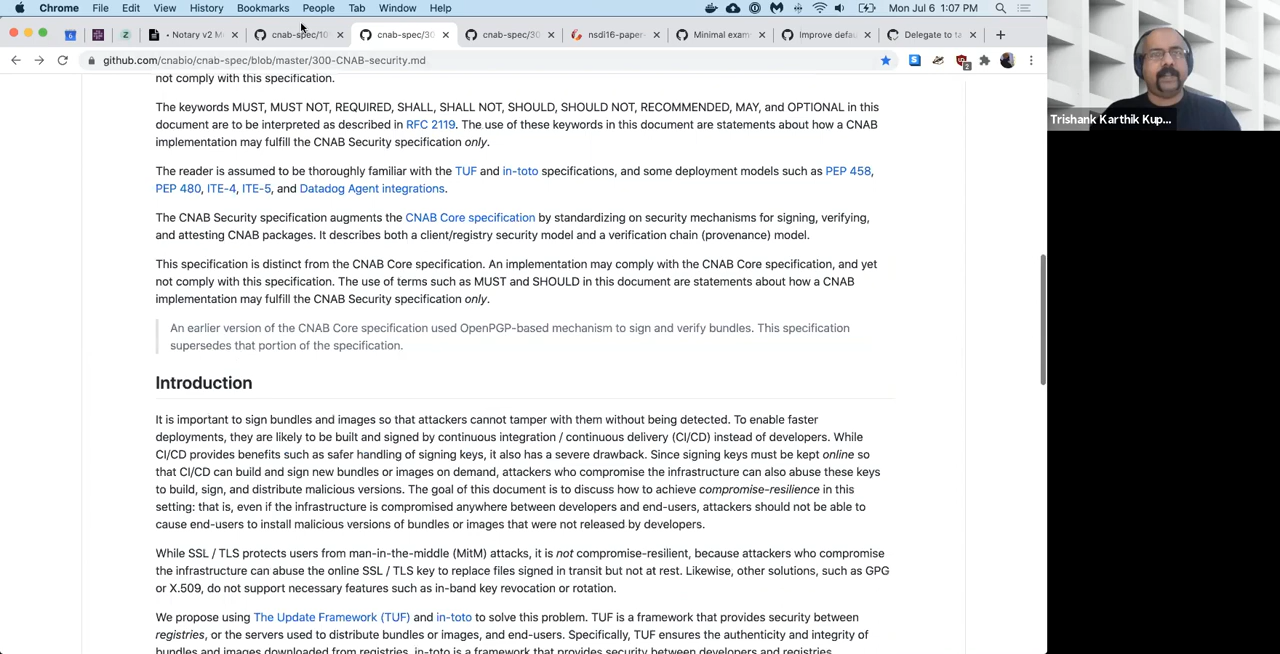 Chrome File Edit View History Bookmarks People Tab Window Help Mon Jul 6 1:07 PM
• Notary v2 M cnab-spec/10 cnab-spec/30 cnab-spec/30 nsdi16-paper- Minimal exam Improve defau Delegate to ta
github.com/cnabio/cnab-spec/blob/master/300-CNAB-security.md
Trishank Karthik Kup...
not comply with this specification.
The keywords MUST, MUST NOT, REQUIRED, SHALL, SHALL NOT, SHOULD, SHOULD NOT, RECOMMENDED, MAY, and OPTIONAL in this
document are to be interpreted as described in RFC 2119. The use of these keywords in this document are statements about how a CNAB
implementation may fulfill the CNAB Security specification only.
The reader is assumed to be thoroughly familiar with the TUF and in-toto specifications, and some deployment models such as PEP 458,
PEP 480, ITE-4, ITE-5, and Datadog Agent integrations.
The CNAB Security specification augments the CNAB Core specification by standardizing on security mechanisms for signing, verifying,
and attesting CNAB packages. It describes both a client/registry security model and a verification chain (provenance) model.
This specification is distinct from the CNAB Core specification. An implementation may comply with the CNAB Core specification, and yet
not comply with this specification. The use of terms such as MUST and SHOULD in this document are statements about how a CNAB
implementation may fulfill the CNAB Security specification only.
An earlier version of the CNAB Core specification used OpenPGP-based mechanism to sign and verify bundles. This specification
supersedes that portion of the specification.
Introduction
It is important to sign bundles and images so that attackers cannot tamper with them without being detected. To enable faster
deployments, they are likely to be built and signed by continuous integration / continuous delivery (CI/CD) instead of developers. While
CI/CD provides benefits such as safer handling of signing keys, it also has a severe drawback. Since signing keys must be kept online so
that CI/CD can build and sign new bundles or images on demand, attackers who compromise the infrastructure can also abuse these keys
to build, sign, and distribute malicious versions. The goal of this document is to discuss how to achieve compromise-resilience in this
setting: that is, even if the infrastructure is compromised anywhere between developers and end-users, attackers should not be able to
cause end-users to install malicious versions of bundles or images that were not released by developers.
While SSL / TLS protects users from man-in-the-middle (MitM) attacks, it is not compromise-resilient, because attackers who compromise
the infrastructure can abuse the online SSL / TLS key to replace files signed in transit but not at rest. Likewise, other solutions, such as GPG
or X.509, do not support necessary features such as in-band key revocation or rotation.
We propose using The Update Framework (TUF) and in-toto to solve this problem. TUF is a framework that provides security between
registries, or the servers used to distribute bundles or images, and end-users. Specifically, TUF ensures the authenticity and integrity of
bundles and images downloaded from registries. in-toto is a framework that provides security between developers and registries.